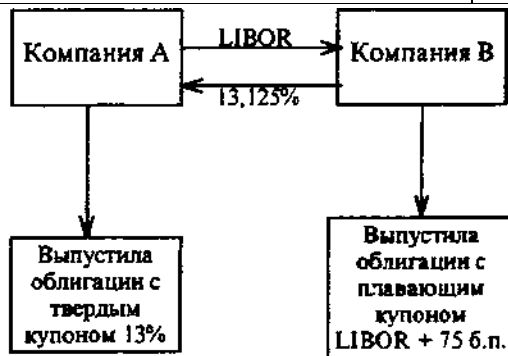 Компания А
LIBOR
Компания В
13,125%
Выпустила
облигации с
твердым
купоном 13%
Выпустила
облигации с
плавающим
купоном
LIBOR + 75 б.п.